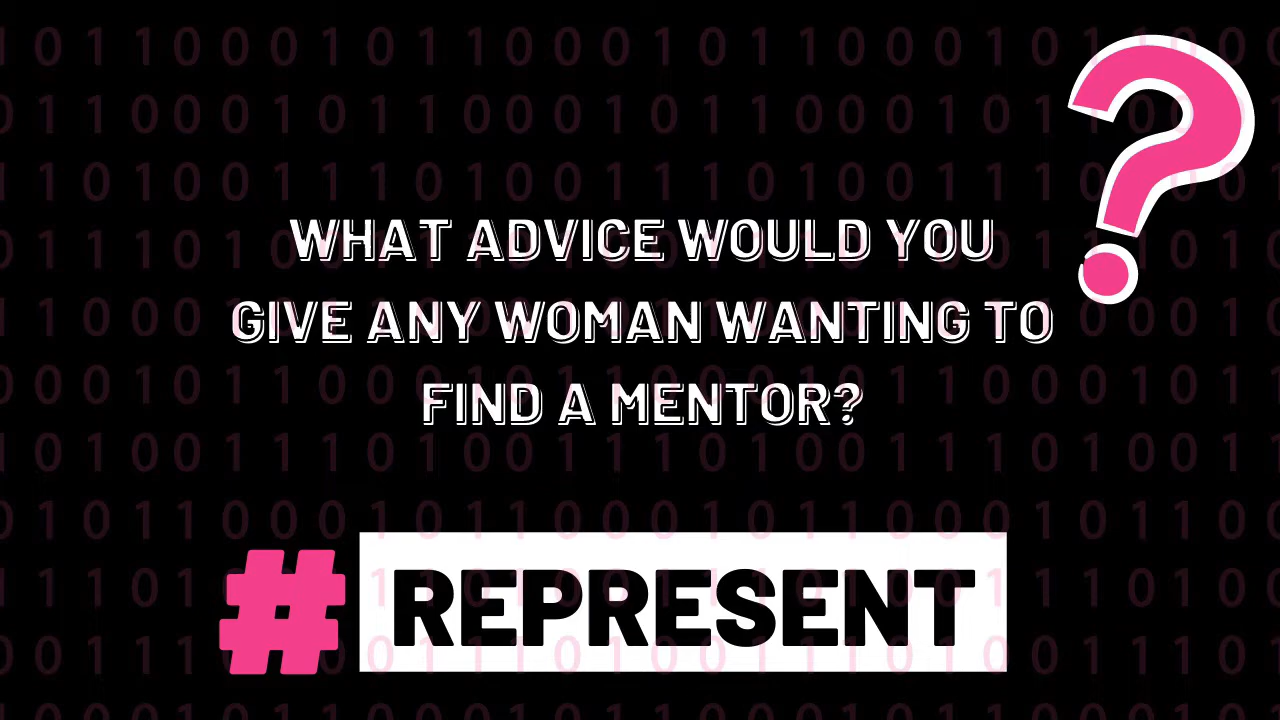 WHAT ADVICE WOULD YOU
GIVE ANY WOMAN WANTING TO
FIND A MENTOR?
?
#REPRESENT